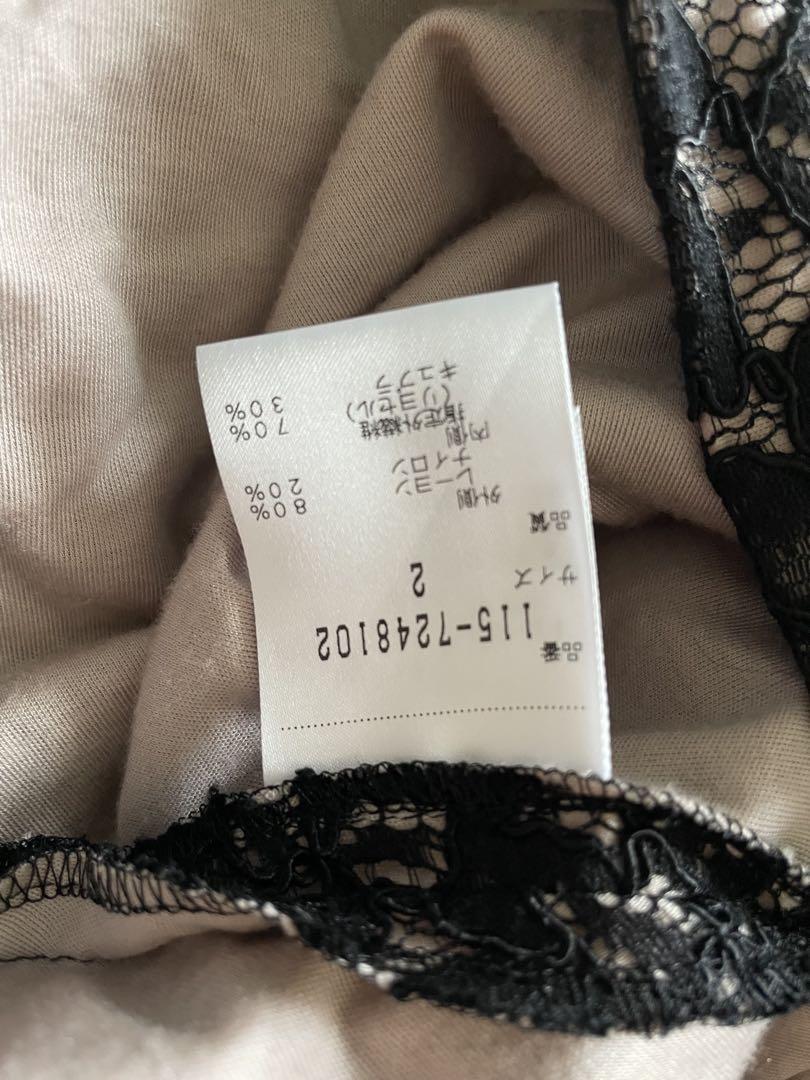 品番
115-7248102
サイズ
2
品質
外側
レーヨン 80%
ナイロン 20%
内側
指定外繊維
(リヨセル) 70%
キュプラ 30%